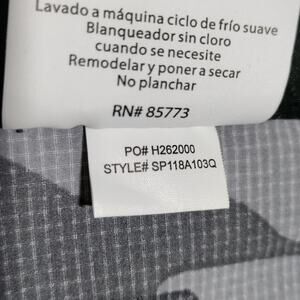 Lavado a máquina ciclo de frío suave
Blanqueador sin cloro
cuando se necesite
Remodelar y poner a secar
No planchar
RN# 85773
PO# H262000
STYLE# SP118A103Q